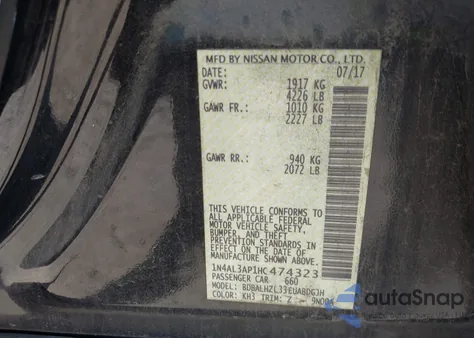 MFD BY NISSAN MOTOR CO., LTD.
DATE: 07/17
GVWR: 1917 KG
4226 LB
GAWR FR: 1010 KG
2227 LB
GAWR RR: 940 KG
2072 LB
THIS VEHICLE CONFORMS TO
ALL APPLICABLE FEDERAL
MOTOR VEHICLE SAFETY,
BUMPER, AND THEFT
PREVENTION STANDARDS IN
EFFECT ON THE DATE OF
MANUFACTURE SHOWN ABOVE.
1N4AL3AP1HC474323
PASSENGER CAR 660
MODEL: BDBALHZL33EUABDG3H
COLOR: KH3 TRIM: Z
autoSnap